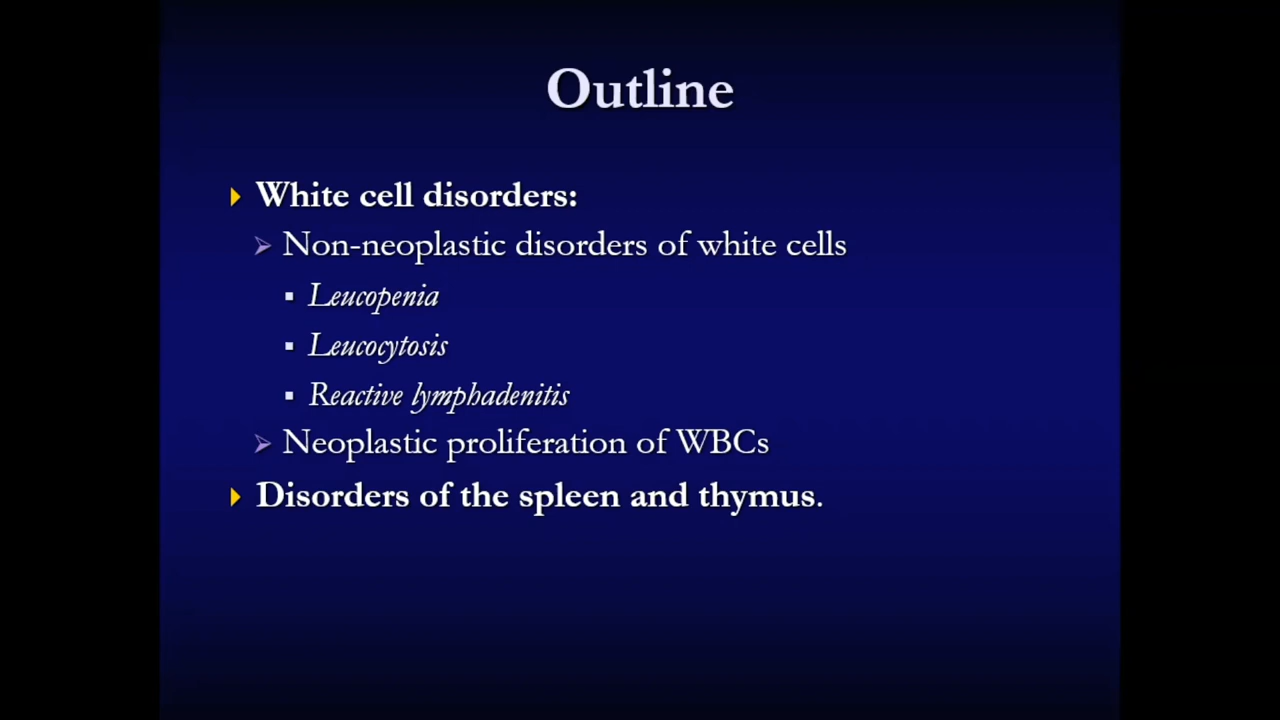 Outline
White cell disorders:
Non-neoplastic disorders of white cells
Leucopenia
Leucocytosis
Reactive lymphadenitis
Neoplastic proliferation of WBCs
Disorders of the spleen and thymus.